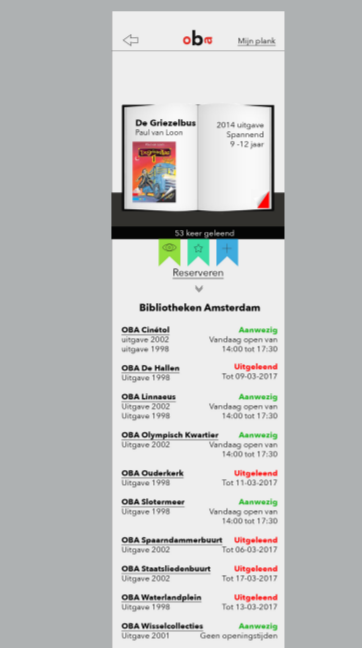 oba
Mijn plank
De Griezelbus
Paul van Loon
2014 uitgave
Spannend
9 -12 jaar
53 keer geleend
Reserveren
Bibliotheken Amsterdam
OBA Cinétol Aanwezig
uitgave 2002 Vandaag open van
uitgave 1998 14:00 tot 17:30
OBA De Hallen Uitgeleend
Uitgave 1998 Tot 09-03-2017
OBA Linnaeus Aanwezig
Uitgave 2002 Vandaag open van
Uitgave 1998 14:00 tot 17:30
OBA Olympisch Kwartier Aanwezig
Uitgave 2002 Vandaag open van
14:00 tot 17:30
OBA Ouderkerk Uitgeleend
Uitgave 1998 Tot 11-03-2017
OBA Slotermeer Aanwezig
Uitgave 1998 Vandaag open van
14:00 tot 17:30
OBA Spaarndammerbuurt Uitgeleend
Uitgave 2002 Tot 06-03-2017
OBA Staatsliedenbuurt Uitgeleend
Uitgave 2002 Tot 17-03-2017
OBA Waterlandplein Uitgeleend
Uitgave 1998 Tot 13-03-2017
OBA Wisselcollecties Aanwezig
Uitgave 2001 Geen openingstijden